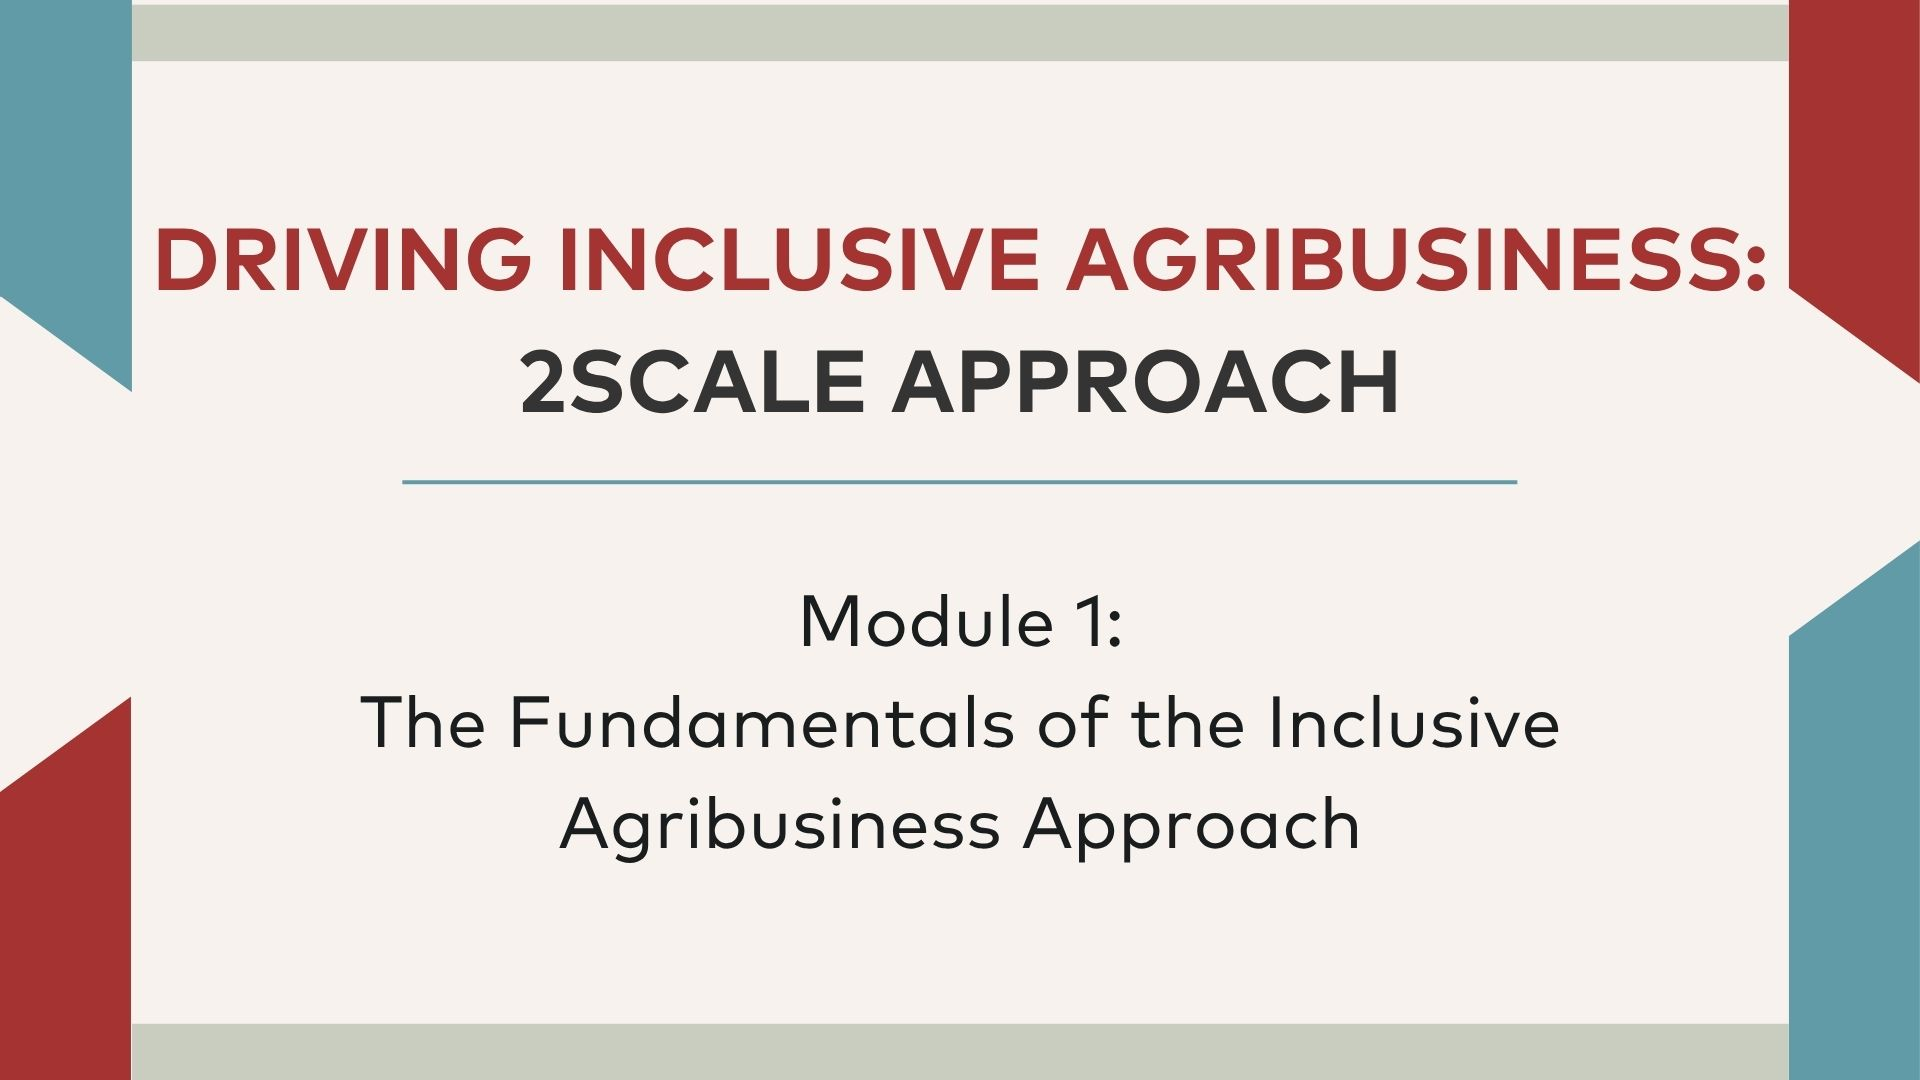 DRIVING INCLUSIVE AGRIBUSINESS:
2SCALE APPROACH
Module 1:
The Fundamentals of the Inclusive
Agribusiness Approach